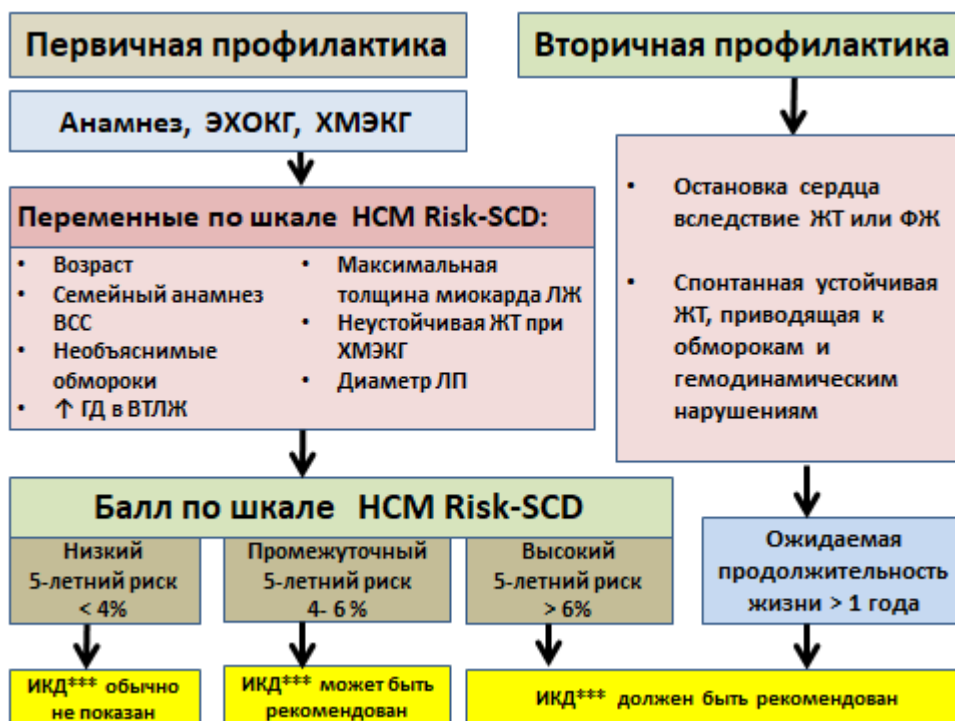 Первичная профилактика
Анамнез, ЭХОКГ, ХМЭКГ
Переменные по шкале HCM Risk-SCD:
• Возраст
• Семейный анамнез
ВСС
• Необъяснимые
обмороки
• ↑ ГД в ВТЛЖ
• Максимальная
толщина миокарда ЛЖ
• Неустойчивая ЖТ при
ХМЭКГ
• Диаметр ЛП
Вторичная профилактика
• Остановка сердца
вследствие ЖТ или ФЖ
• Спонтанная устойчивая
ЖТ, приводящая к
обморокам и
гемодинамическим
нарушениям
Балл по шкале HCM Risk-SCD
Низкий
5-летний риск
< 4%
Промежуточный
5-летний риск
4- 6 %
Высокий
5-летний риск
> 6%
Ожидаемая
продолжительность
жизни > 1 года
ИКД*** обычно
не показан
ИКД*** может быть
рекомендован
ИКД*** должен быть рекомендован